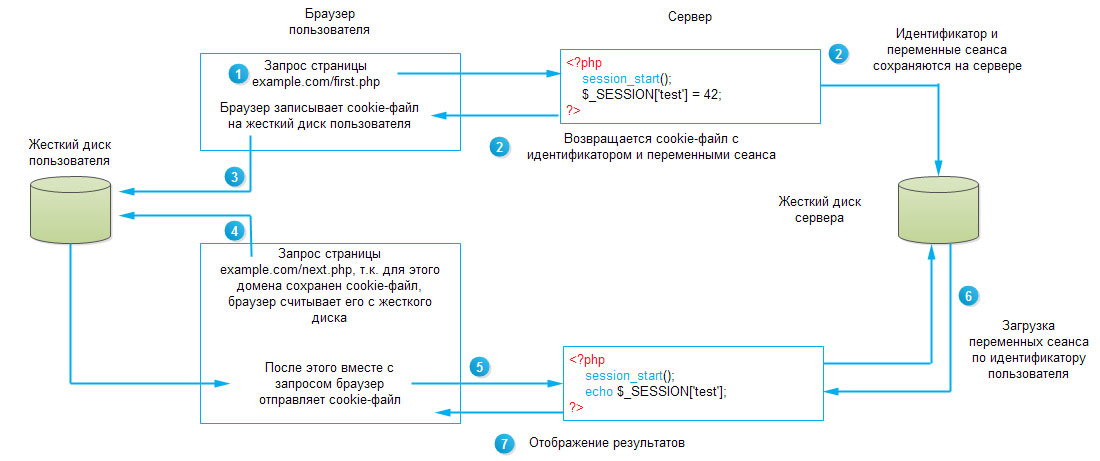 Браузер
пользователя
Сервер
1
Запрос страницы
example.com/first.php
<?php
session_start();
$_SESSION['test'] = 42;
?>
2
Идентификатор и
переменные сеанса
сохраняются на сервере
Браузер записывает cookie-файл
на жесткий диск пользователя
2
Возвращается cookie-файл с
идентификатором и переменными сеанса
Жесткий диск
пользователя
3
Жесткий диск
сервера
4
Запрос страницы
example.com/next.php, т.к. для этого
домена сохранен cookie-файл,
браузер считывает его с жесткого
диска
6
Загрузка
переменных сеанса
по идентификатору
пользователя
После этого вместе с
запросом браузер
отправляет cookie-файл
5
<?php
session_start();
echo $_SESSION['test'];
?>
7
Отображение результатов